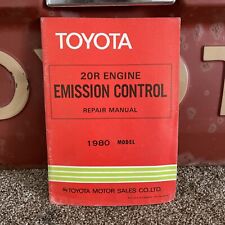 TOYOTA
20R ENGINE
EMISSION CONTROL
REPAIR MANUAL
1980 MODEL
TOYOTA MOTOR SALES CO.,LTD.